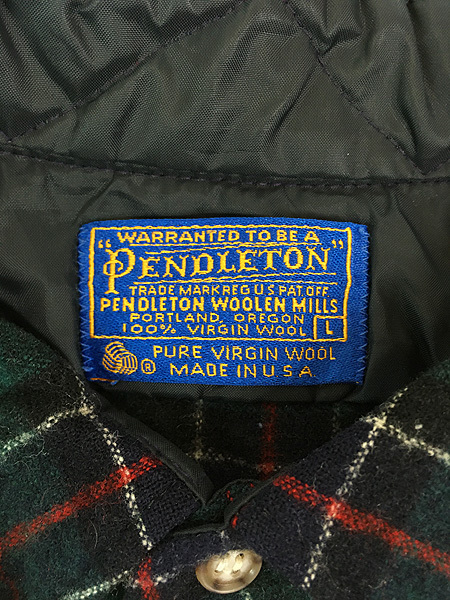 WARRANTED TO BE A
"PENDLETON"
TRADE MARK REG U S PAT. OFF
PENDLETON WOOLEN MILLS
PORTLAND, OREGON
100% VIRGIN WOOL L
® PURE VIRGIN WOOL
MADE IN U.S.A.